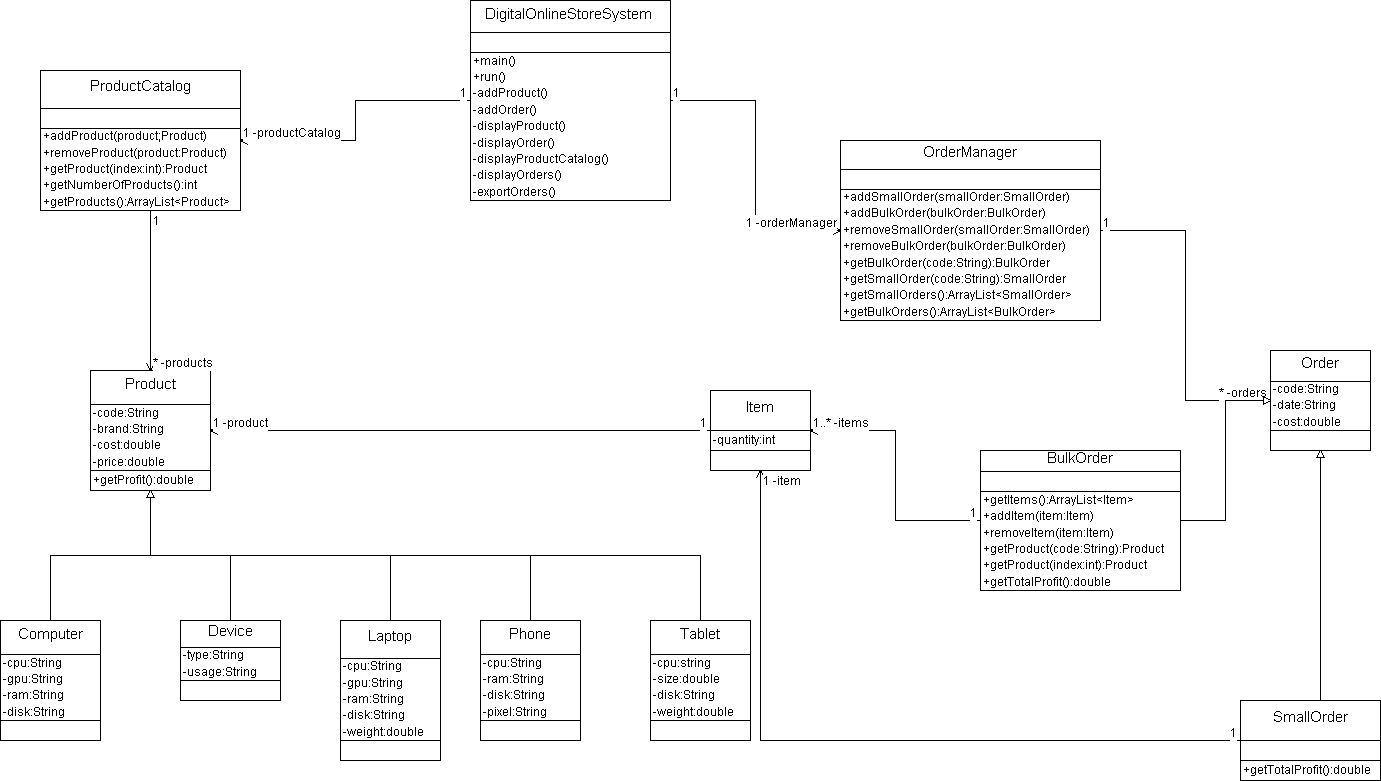 DigitalOnlineStoreSystem
+main()
+run()
-addProduct()
-addOrder()
-displayProduct()
-displayOrder()
-displayProductCatalog()
-displayOrders()
-exportOrders()
ProductCatalog
+addProduct(product;Product)
+removeProduct(product:Product)
+getProduct(index:int):Product
+getNumberOfProducts():int
+getProducts():ArrayList<Product>
1
1 -productCatalog
1
1 -orderManager
OrderManager
+addSmallOrder(smallOrder:SmallOrder)
+addBulkOrder(bulkOrder:BulkOrder)
+removeSmallOrder(smallOrder:SmallOrder)
+removeBulkOrder(bulkOrder:BulkOrder)
+getBulkOrder(code:String):BulkOrder
+getSmallOrder(code:String):SmallOrder
+getSmallOrders():ArrayList<SmallOrder>
+getBulkOrders():ArrayList<BulkOrder>
1
* -orders
1
* -products
Product
-code:String
-brand:String
-cost:double
-price:double
+getProfit():double
1 -product
1
Item
-quantity:int
1..* -items
1
1 -item
1
Order
-code:String
-date:String
-cost:double
BulkOrder
+getItems():ArrayList<Item>
+addItem(item:Item)
+removeItem(item:Item)
+getProduct(code:String):Product
+getProduct(index:int):Product
+getTotalProfit():double
Computer
-cpu:String
-gpu:String
-ram:String
-disk:String
Device
-type:String
-usage:String
Laptop
-cpu:String
-gpu:String
-ram:String
-disk:String
-weight:double
Phone
-cpu:String
-ram:String
-disk:String
-pixel:String
Tablet
-cpu:string
-size:double
-disk:String
-weight:double
SmallOrder
+getTotalProfit():double